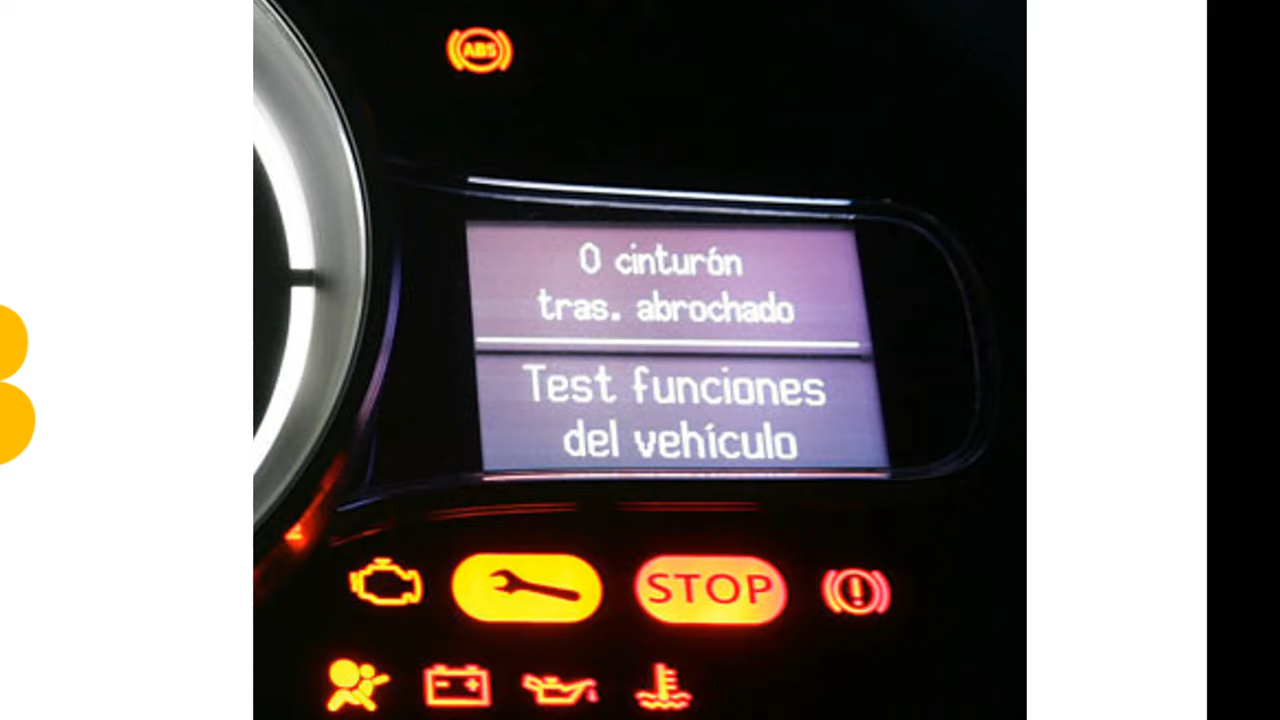 ABS
0 cinturón
tras. abrochado
Test funciones
del vehículo
STOP